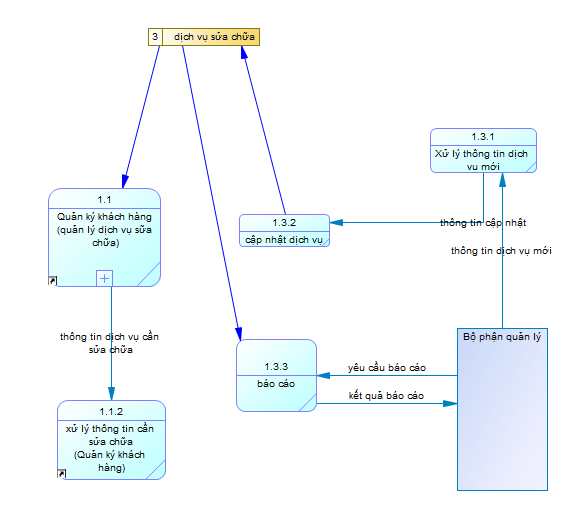 3 dịch vụ sửa chữa
1.3.1
Xử lý thông tin dịch
vụ mới
1.1
Quản ký khách hàng
(quản lý dịch vụ sửa
chữa)
1.3.2
cập nhật dịch vụ
thông tin cập nhật
thông tin dịch vụ mới
thông tin dịch vụ cần
sửa chữa
Bộ phận quản lý
1.3.3
báo cáo
yêu cầu báo cáo
kết quả báo cáo
1.1.2
xử lý thông tin cần
sửa chữa
(Quản ký khách
hàng)